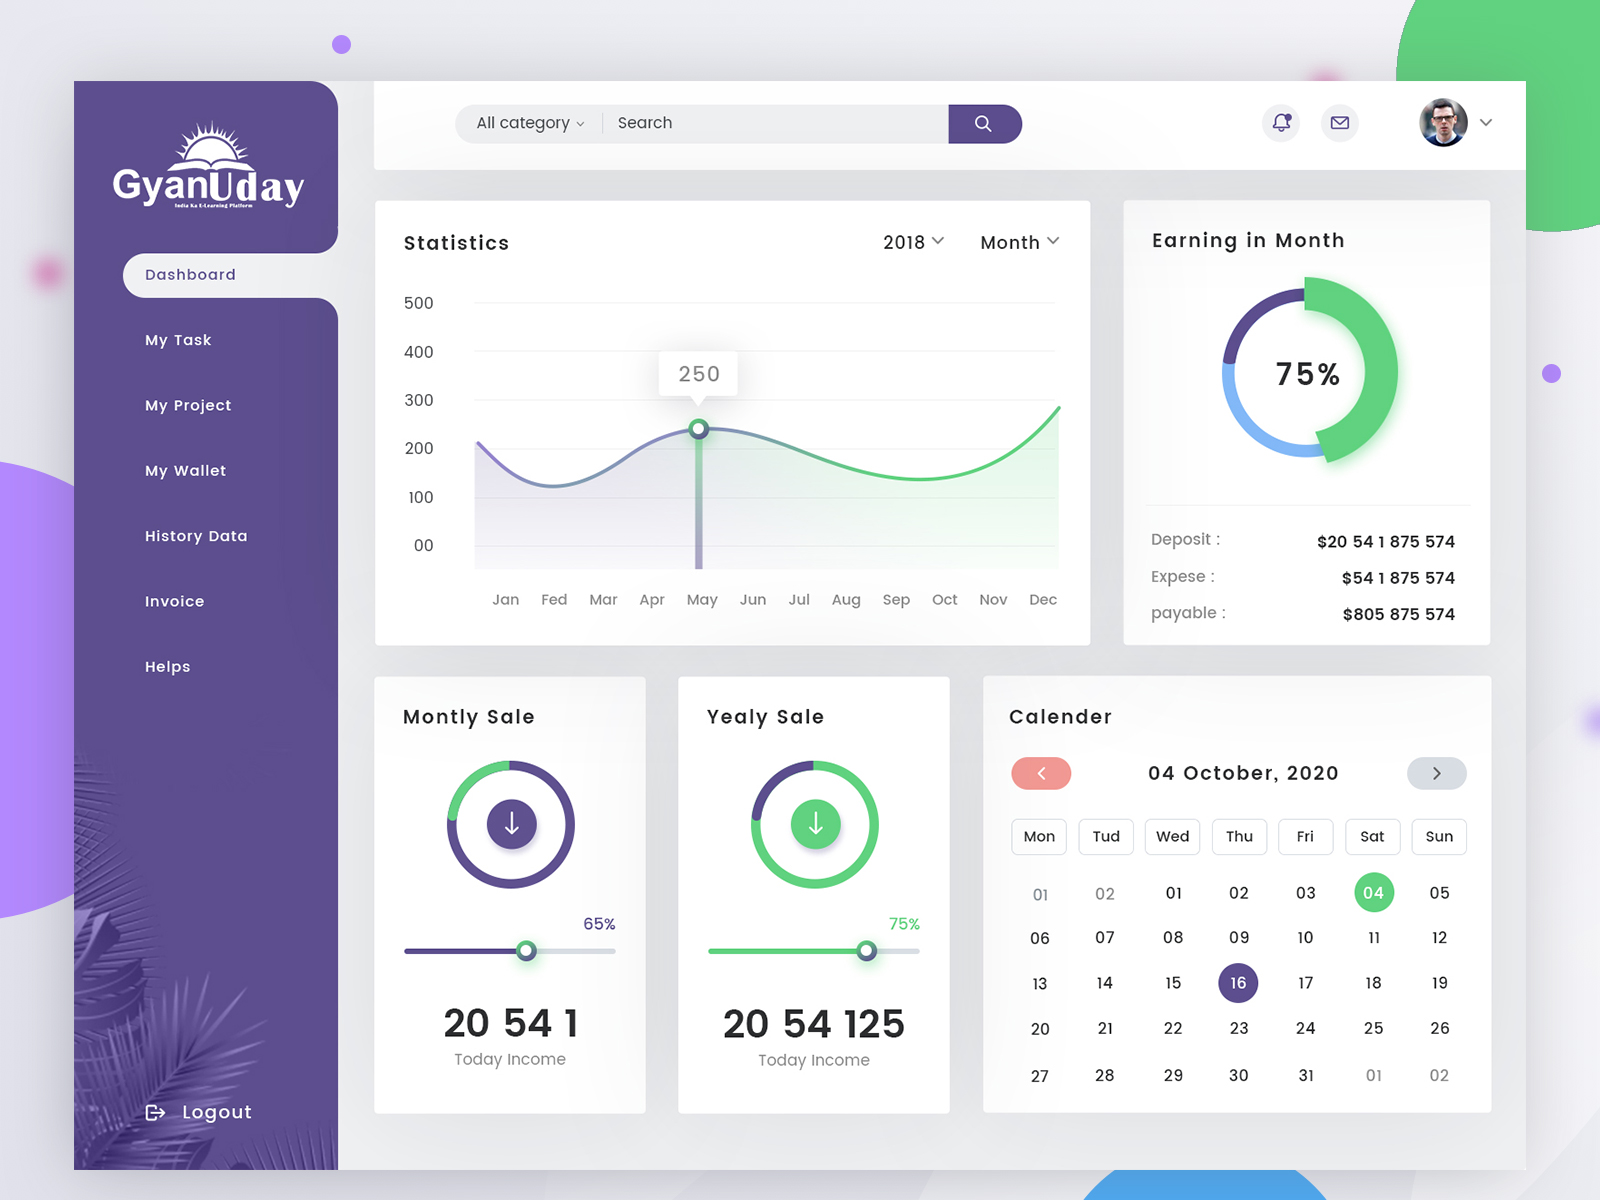 GyanUday
India Ka E-Learning Platform
Dashboard
My Task
My Project
My Wallet
History Data
Invoice
Helps
Logout
All category Search
Statistics 2018 Month
500
400
300
200
100
00
250
Jan Fed Mar Apr May Jun Jul Aug Sep Oct Nov Dec
Earning in Month
75%
Deposit : $20 54 1 875 574
Expese : $54 1 875 574
payable : $805 875 574
Montly Sale
65%
20 54 1
Today Income
Yealy Sale
75%
20 54 125
Today Income
Calender
04 October, 2020
Mon Tud Wed Thu Fri Sat Sun
01 02 01 02 03 04 05
06 07 08 09 10 11 12
13 14 15 16 17 18 19
20 21 22 23 24 25 26
27 28 29 30 31 01 02